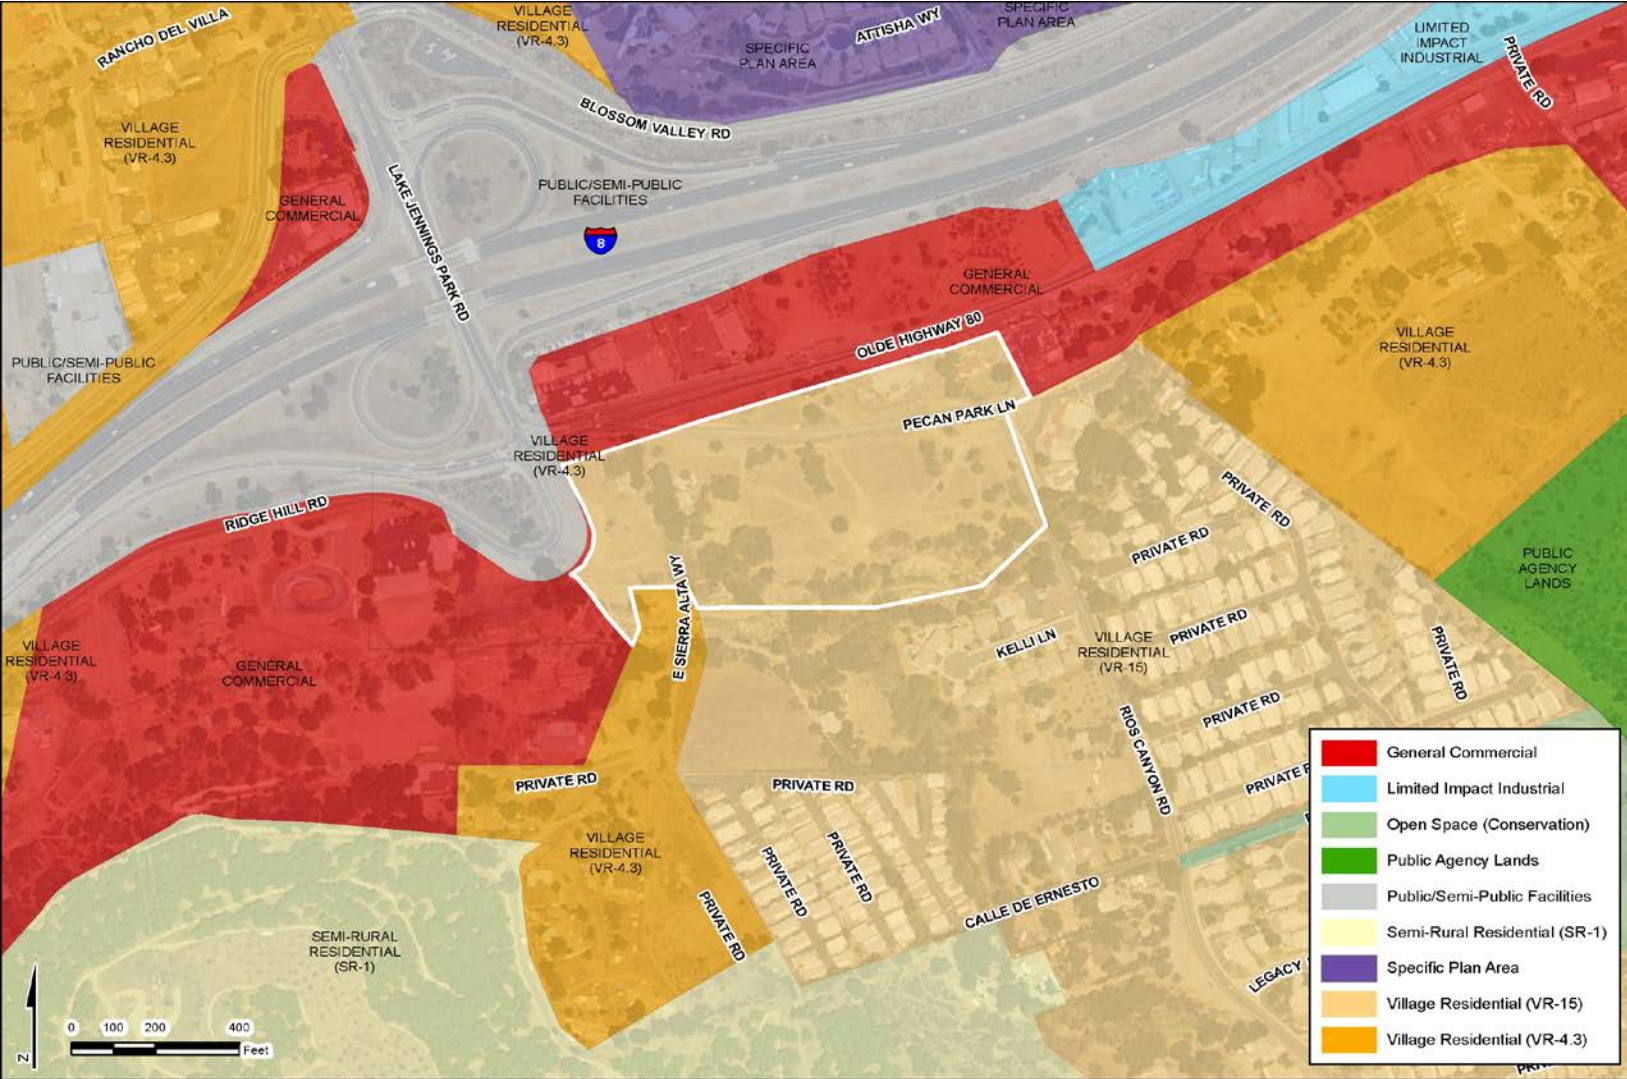 RANCHO DEL VILLA
VILLAGE
RESIDENTIAL
(VR-4.3)
SPECIFIC
PLAN AREA
ATTISHA WY
SPECIFIC
PLAN AREA
LIMITED
IMPACT
INDUSTRIAL
PRIVATE RD
VILLAGE
RESIDENTIAL
(VR-4.3)
BLOSSOM VALLEY RD
LAKE JENNINGS PARK RD
GENERAL
COMMERCIAL
PUBLIC/SEMI-PUBLIC
FACILITIES
8
GENERAL
COMMERCIAL
OLDE HIGHWAY 80
VILLAGE
RESIDENTIAL
(VR-4.3)
PUBLIC/SEMI-PUBLIC
FACILITIES
PECAN PARK LN
VILLAGE
RESIDENTIAL
(VR-4.3)
RIDGE HILL RD
PRIVATE RD
PRIVATE RD
PUBLIC
AGENCY
LANDS
E SIERRA ALTA WY
KELLI LN
VILLAGE
RESIDENTIAL
(VR-15)
PRIVATE RD
PRIVATE RD
VILLAGE
RESIDENTIAL
(VR-4.3)
GENERAL
COMMERCIAL
PRIVATE RD
RIOS CANYON RD
PRIVATE RD
PRIVATE RD
PRIVATE R
VILLAGE
RESIDENTIAL
(VR-4.3)
PRIVATE RD
PRIVATE RD
PRIVATE RD
CALLE DE ERNESTO
SEMI-RURAL
RESIDENTIAL
(SR-1)
LEGACY
General Commercial
Limited Impact Industrial
Open Space (Conservation)
Public Agency Lands
Public/Semi-Public Facilities
Semi-Rural Residential (SR-1)
Specific Plan Area
Village Residential (VR-15)
Village Residential (VR-4.3)
Z
0 100 200 400
Feet